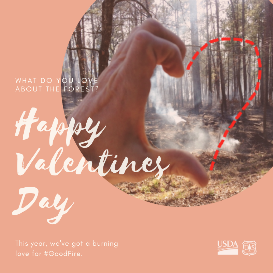 WHAT DO YOU LOVE
ABOUT THE FOREST?
Happy
Valentines
Day
This year, we've got a burning
love for #GoodFire.
USDA